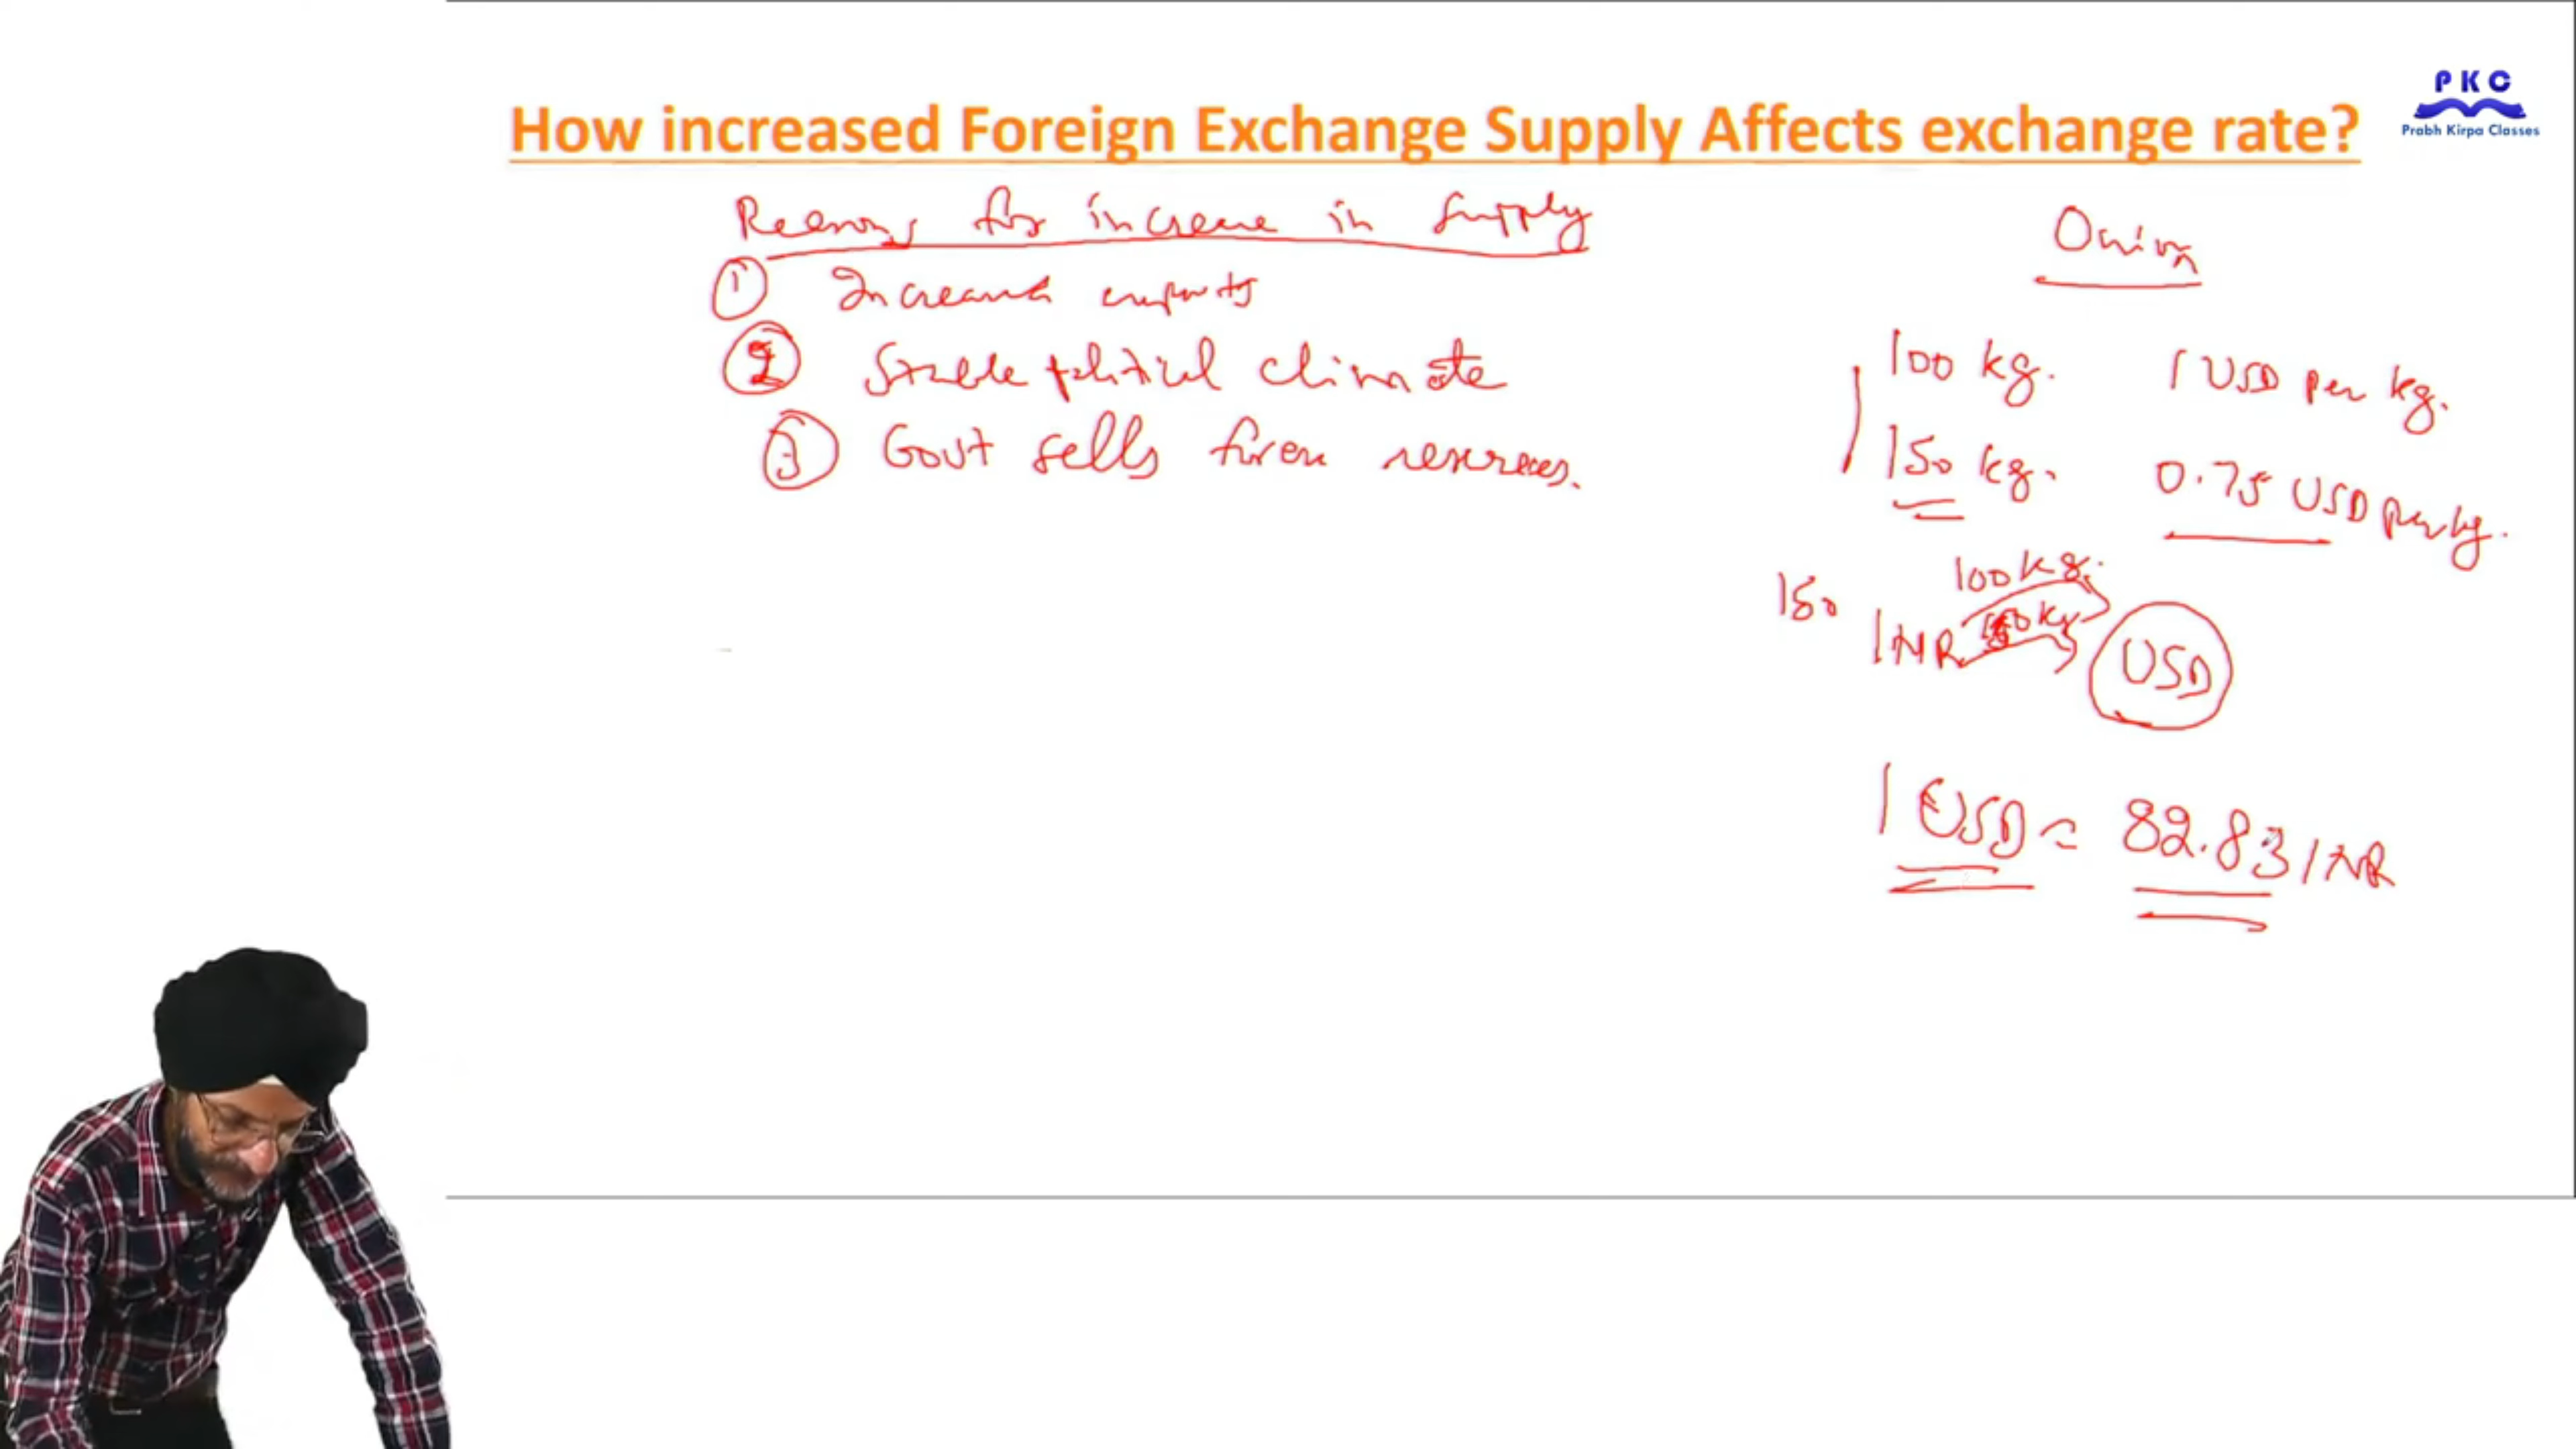 How increased Foreign Exchange Supply Affects exchange rate?
PKC
Prabh Kirpa Classes
Reasons for increase in Supply
① Increased exports
② Stable political climate
③ Govt sells forex reserves.
Onion
100 kg. 1 USD per kg.
150 kg. 0.75 USD per kg.
100 kg.
150
INR USD
1 USD = 82.83 INR